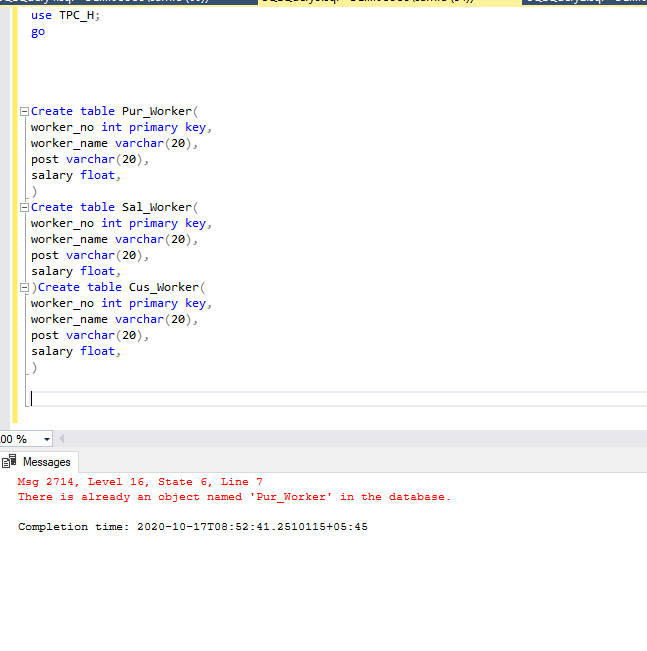 use TPC_H;
go
Create table Pur_Worker(
worker_no int primary key,
worker_name varchar(20),
post varchar(20),
salary float,
)
Create table Sal_Worker(
worker_no int primary key,
worker_name varchar(20),
post varchar(20),
salary float,
)Create table Cus_Worker(
worker_no int primary key,
worker_name varchar(20),
post varchar(20),
salary float,
)
00 %
Messages
Msg 2714, Level 16, State 6, Line 7
There is already an object named 'Pur_Worker' in the database.
Completion time: 2020-10-17T08:52:41.2510115+05:45